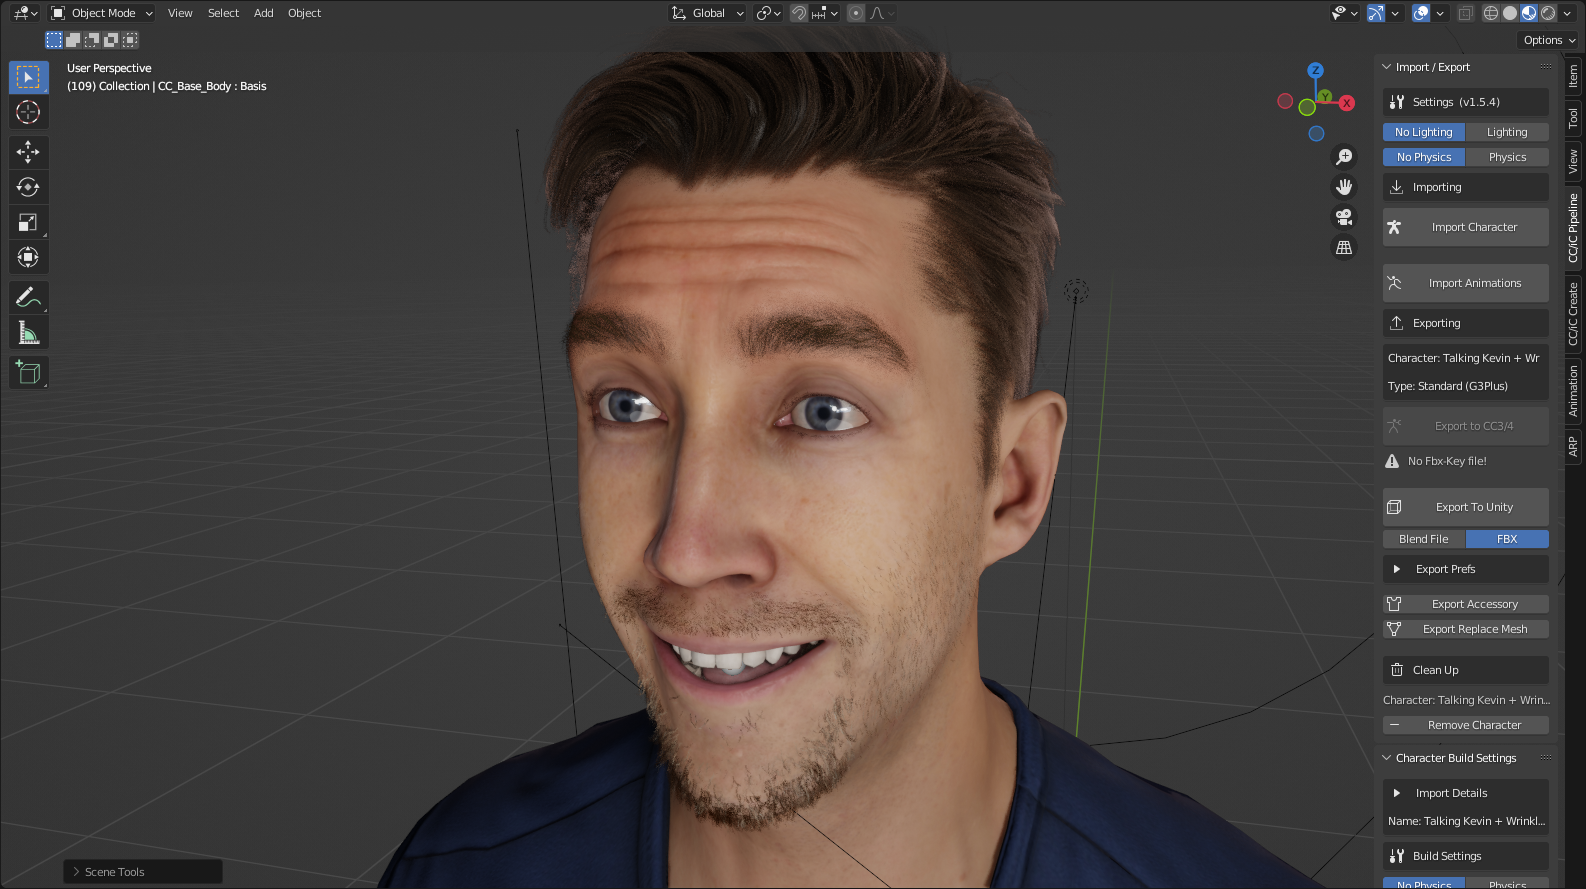 Object Mode
View
Select
Add
Object
Global
Options
User Perspective
(109) Collection | CC_Base_Body : Basis
Z
Y
X
Import / Export
Settings (v1.5.4)
No Lighting
Lighting
No Physics
Physics
Importing
Import Character
Import Animations
Exporting
Character: Talking Kevin + Wr
Type: Standard (G3Plus)
Export to CC3/4
No Fbx-Key file!
Export To Unity
Blend File
FBX
Export Prefs
Export Accessory
Export Replace Mesh
Clean Up
Character: Talking Kevin + Wrin...
Remove Character
Character Build Settings
Import Details
Name: Talking Kevin + Wrinkl...
Build Settings
No Physics
Physics
Item
Tool
View
CC/iC Pipeline
CC/iC Create
Animation
ARP
Scene Tools